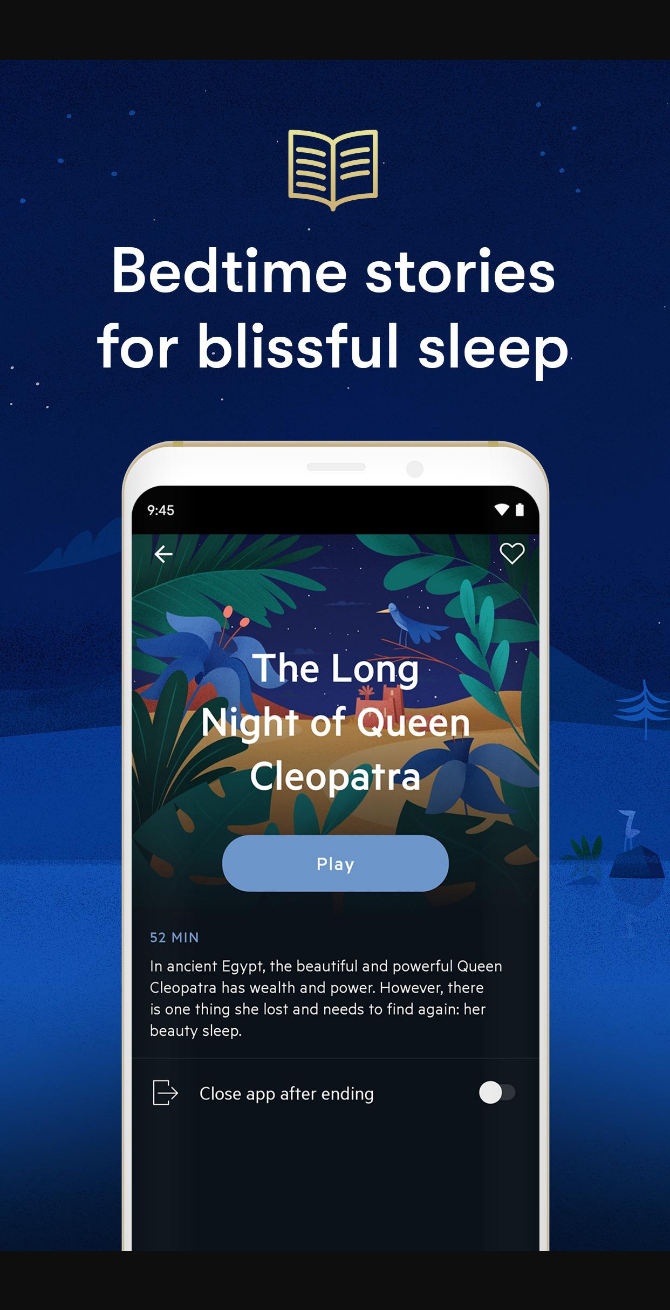 Bedtime stories
for blissful sleep
9:45
The Long
Night of Queen
Cleopatra
Play
52 MIN
In ancient Egypt, the beautiful and powerful Queen
Cleopatra has wealth and power. However, there
is one thing she lost and needs to find again: her
beauty sleep.
Close app after ending